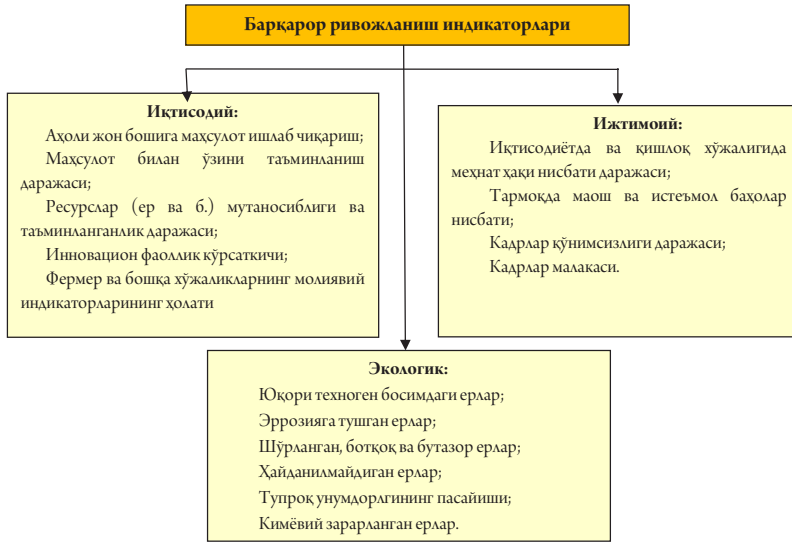 Барқарор ривожланиш индикаторлари
Иқтисодий:
Аҳоли жон бошига маҳсулот ишлаб чиқариш;
Маҳсулот билан ўзини таъминланиш
даражаси;
Ресурслар (ер ва б.) мутаносиблиги ва
таъминланганлик даражаси;
Инновацион фаоллик кўрсаткичи;
Фермер ва бошқа хўжаликларнинг молиявий
индикаторларининг ҳолати
Ижтимоий:
Иқтисодиётда ва қишлоқ хўжалигида
меҳнат ҳақи нисбати даражаси;
Тармоқда маош ва истеъмол баҳолар
нисбати;
Кадрлар қўнимсизлиги даражаси;
Кадрлар малакаси.
Экологик:
Юқори техноген босимдаги ерлар;
Эррозияга тушган ерлар;
Шўрланган, ботқоқ ва бутазор ерлар;
Ҳайданилмайдиган ерлар;
Тупроқ унумдорлгининг пасайиши;
Кимёвий зарарланган ерлар.